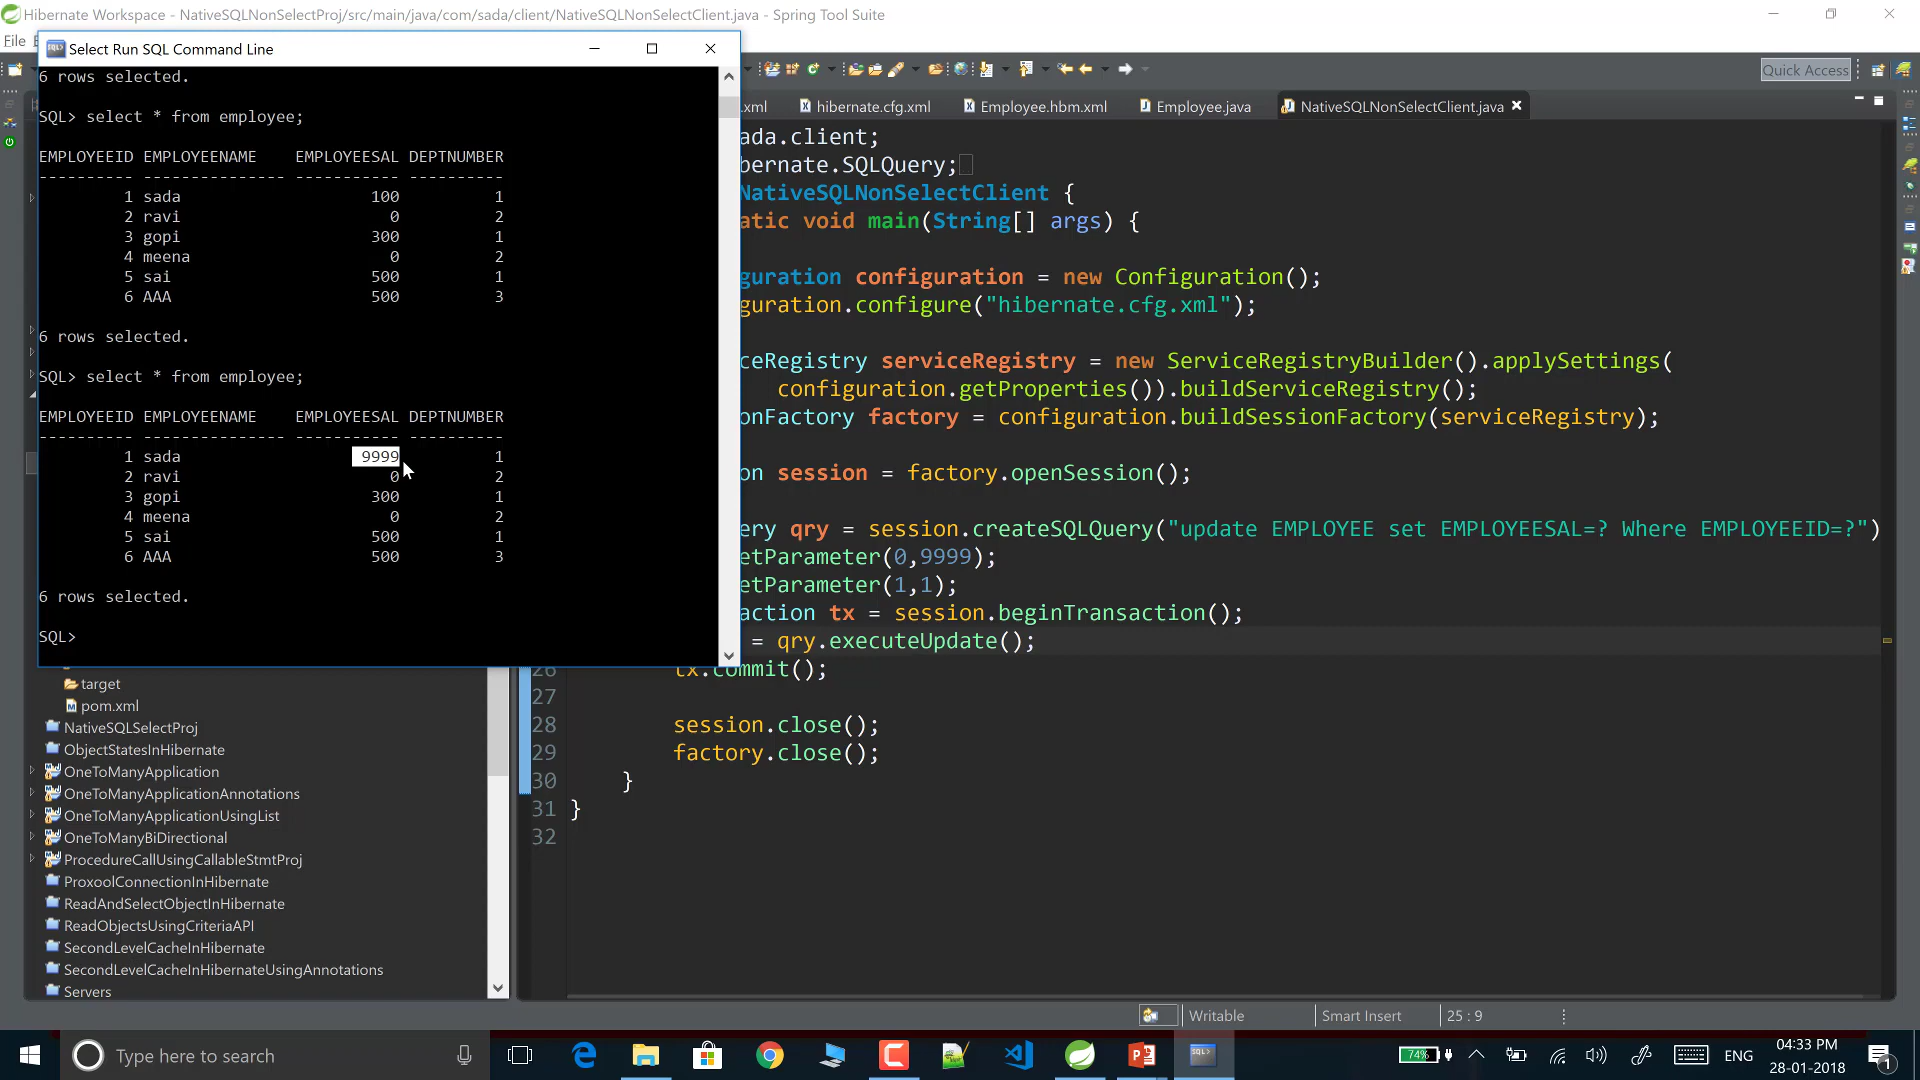 Hibernate Workspace - NativeSQLNonSelectProj/src/main/java/com/sada/client/NativeSQLNonSelectClient.java - Spring Tool Suite
File
Select Run SQL Command Line
6 rows selected.
SQL> select * from employee;
EMPLOYEEID EMPLOYEENAME EMPLOYEESAL DEPTNUMBER
---------- --------------- ----------- ----------
1 sada 100 1
2 ravi 0 2
3 gopi 300 1
4 meena 0 2
5 sai 500 1
6 AAA 500 3
6 rows selected.
SQL> select * from employee;
EMPLOYEEID EMPLOYEENAME EMPLOYEESAL DEPTNUMBER
---------- --------------- ----------- ----------
1 sada 9999 1
2 ravi 0 2
3 gopi 300 1
4 meena 0 2
5 sai 500 1
6 AAA 500 3
6 rows selected.
SQL>
Quick Access
.xml hibernate.cfg.xml Employee.hbm.xml Employee.java NativeSQLNonSelectClient.java
ada.client;
bernate.SQLQuery;
NativeSQLNonSelectClient {
atic void main(String[] args) {
guration configuration = new Configuration();
guration.configure("hibernate.cfg.xml");
ceRegistry serviceRegistry = new ServiceRegistryBuilder().applySettings(
configuration.getProperties()).buildServiceRegistry();
onFactory factory = configuration.buildSessionFactory(serviceRegistry);
on session = factory.openSession();
ery qry = session.createSQLQuery("update EMPLOYEE set EMPLOYEESAL=? Where EMPLOYEEID=?")
etParameter(0,9999);
etParameter(1,1);
action tx = session.beginTransaction();
= qry.executeUpdate();
26 tx.commit();
27
28 session.close();
29 factory.close();
30 }
31 }
32
target
pom.xml
NativeSQLSelectProj
ObjectStatesInHibernate
OneToManyApplication
OneToManyApplicationAnnotations
OneToManyApplicationUsingList
OneToManyBiDirectional
ProcedureCallUsingCallableStmtProj
ProxoolConnectionInHibernate
ReadAndSelectObjectInHibernate
ReadObjectsUsingCriteriaAPI
SecondLevelCacheInHibernate
SecondLevelCacheInHibernateUsingAnnotations
Servers
Writable Smart Insert 25 : 9
Type here to search
74% ENG
04:33 PM
28-01-2018
1